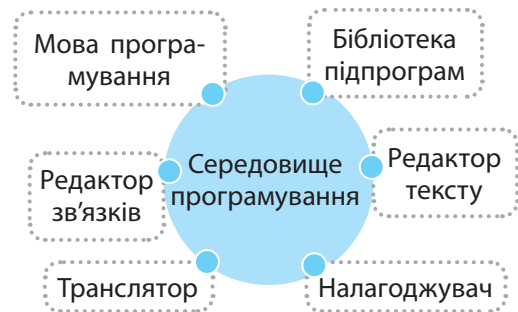 Мова програ-
мування
Бібліотека
підпрограм
Редактор
зв’язків
Середовище
програмування
Редактор
тексту
Транслятор
Налагоджувач